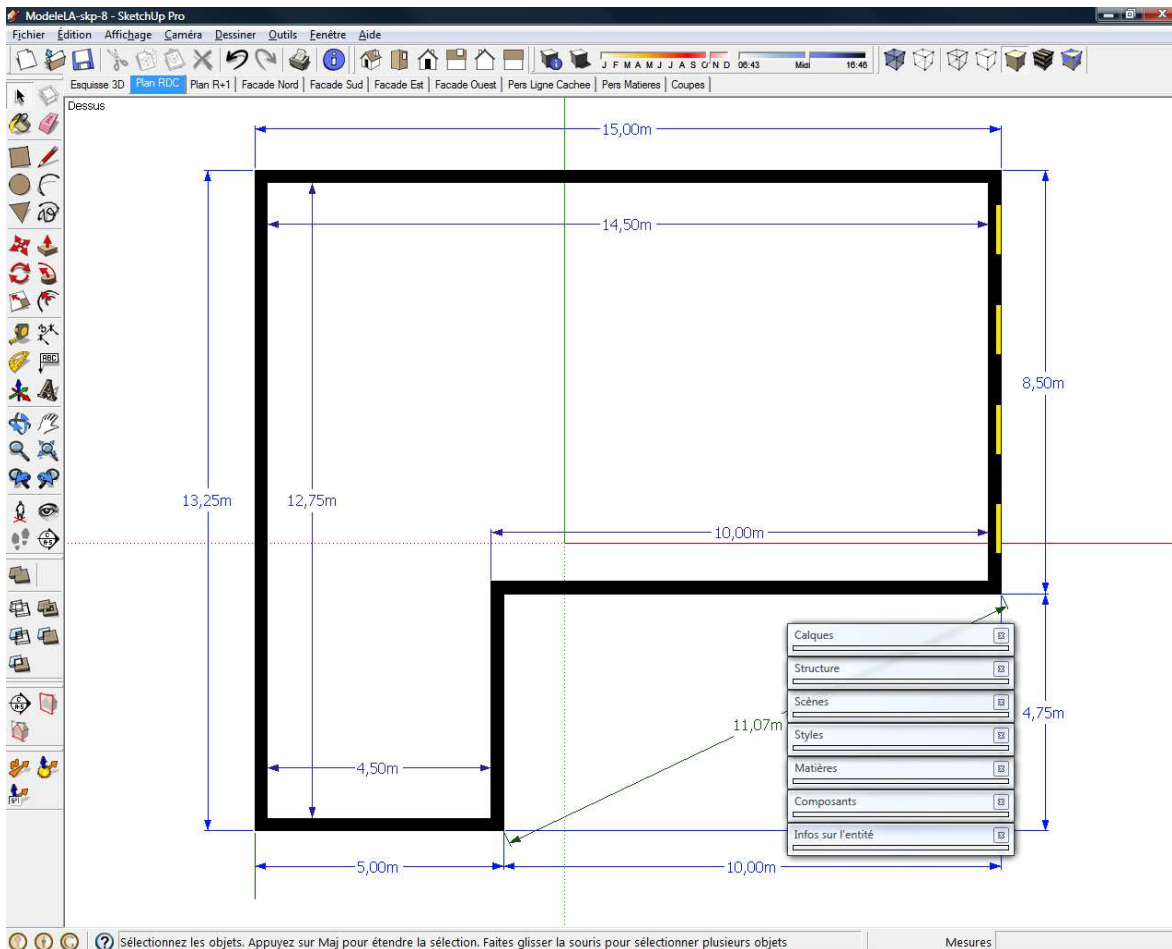 ModeleLA-skp-8 - SketchUp Pro
Fichier Édition Affichage Caméra Dessiner Outils Fenêtre Aide
J F M A M J J A S O N D 06:43 Midi 16:46
Esquisse 3D Plan RDC Plan R+1 Facade Nord Facade Sud Facade Est Facade Ouest Pers Ligne Cachee Pers Matieres Coupes
Dessus
15,00m
14,50m
8,50m
13,25m
12,75m
10,00m
Calques
Structure
Scènes
4,75m
11,07m
Styles
4,50m
Matières
Composants
Infos sur l'entité
5,00m
10,00m
Sélectionnez les objets. Appuyez sur Maj pour étendre la sélection. Faites glisser la souris pour sélectionner plusieurs objets
Mesures